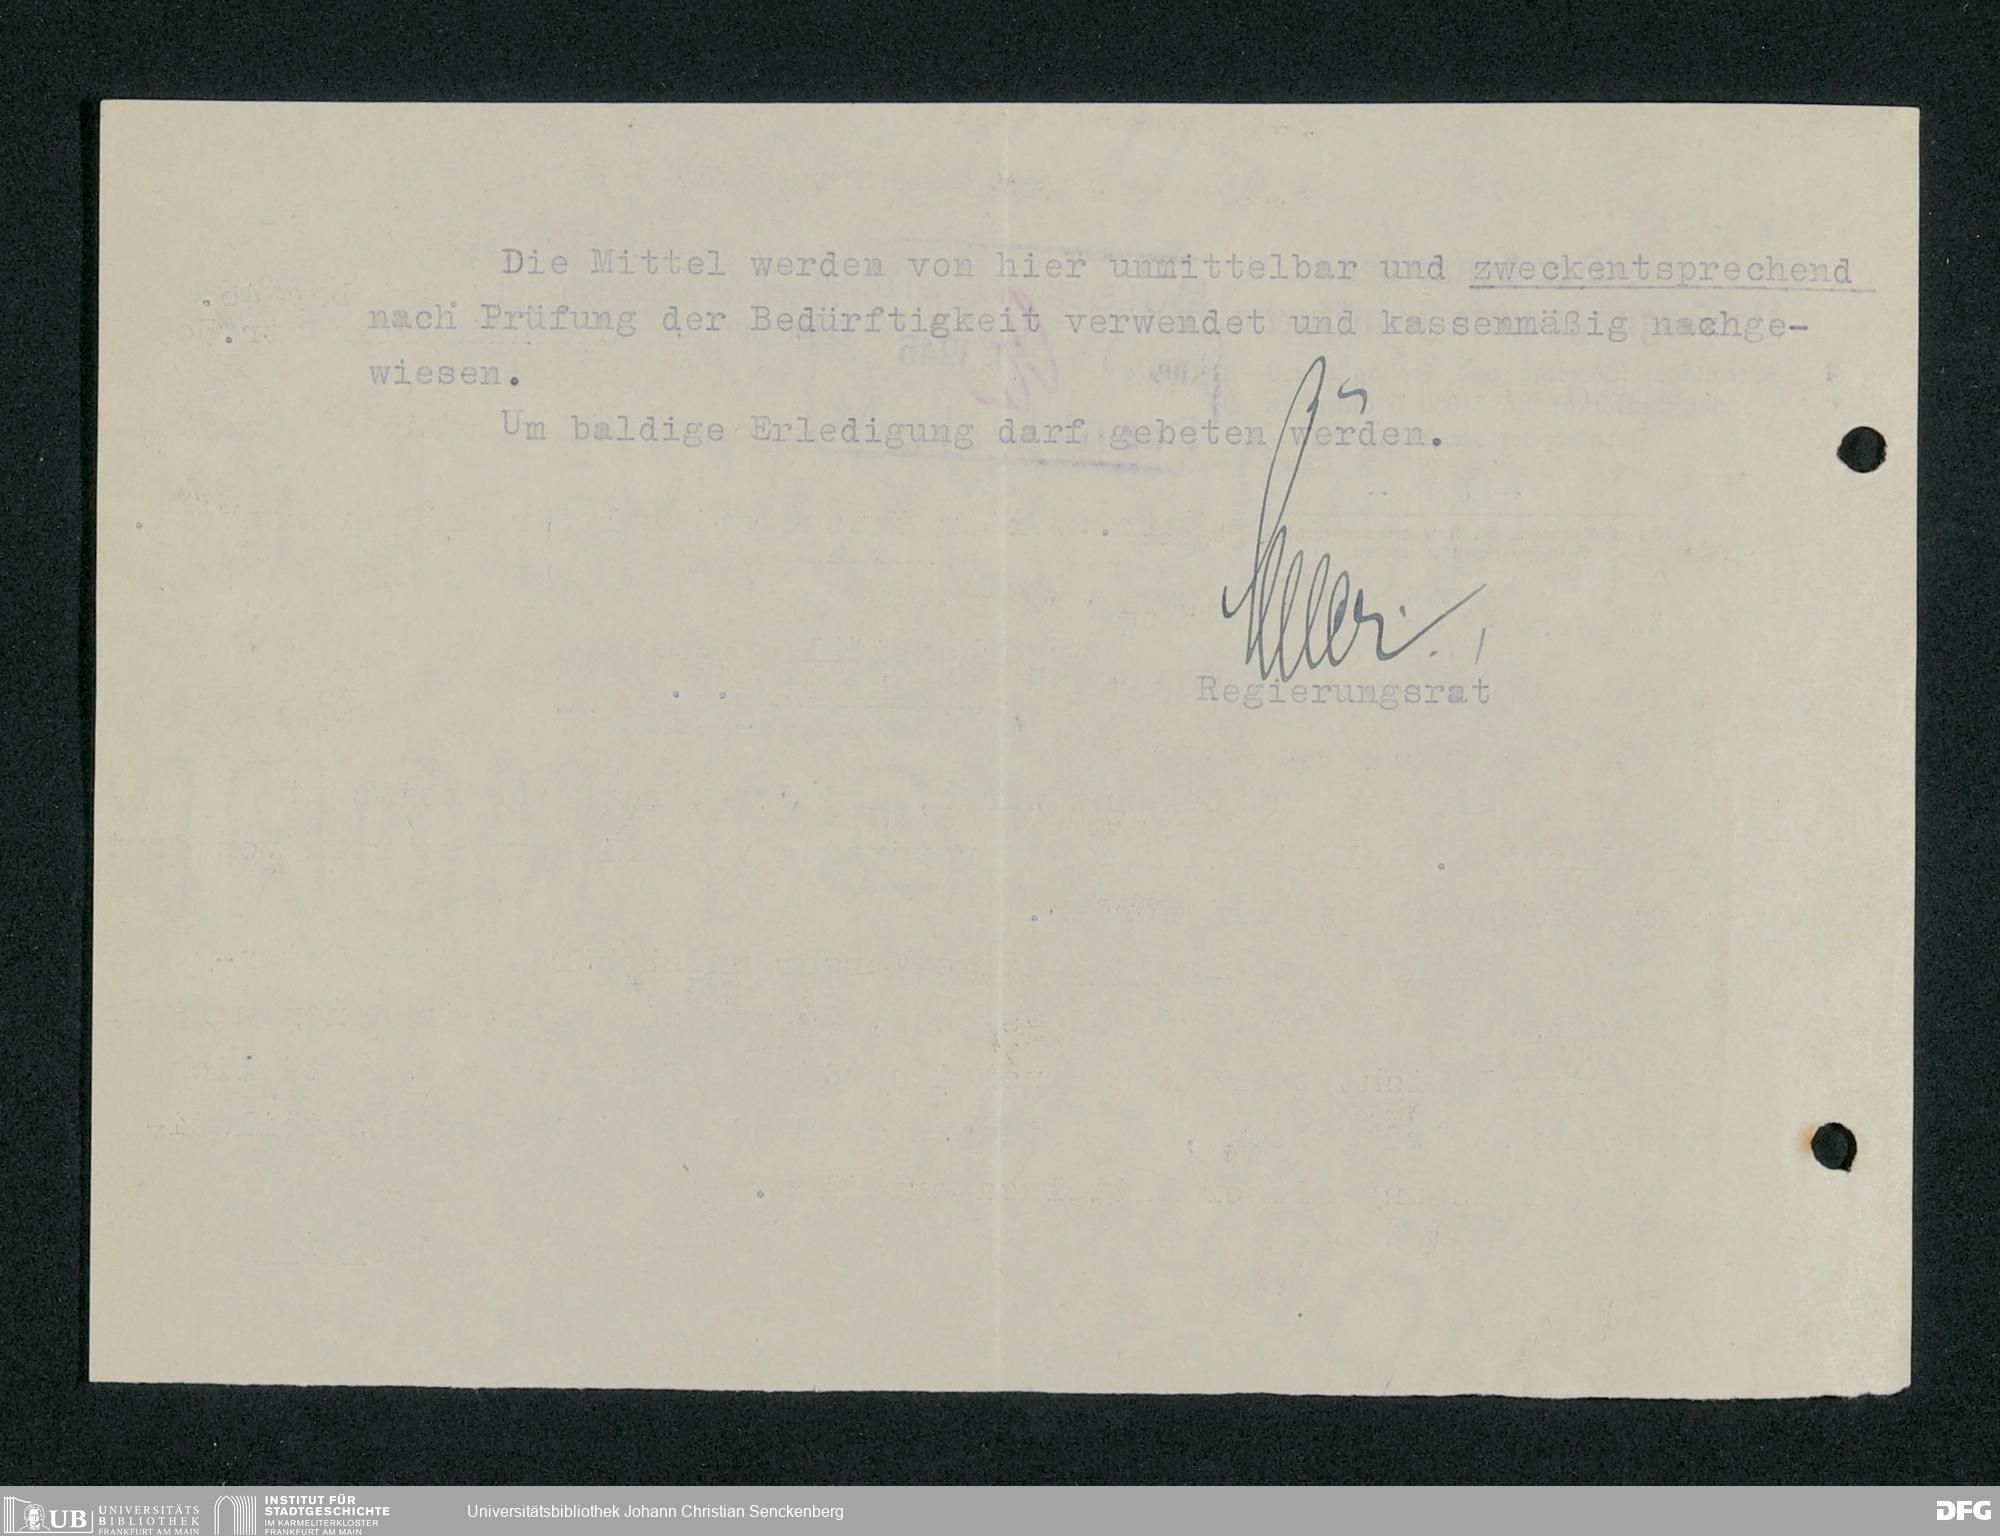 Die Mittel werden von hier unmittelbar und zweckentsprechend
nach Prüfung der Bedürftigkeit verwendet und kassenmäßig nachge-
wiesen.
Um baldige Erledigung darf gebeten werden.
Regierungsrat
UB UNIVERSITÄTS
BIBLIOTHEK
FRANKFURT AM MAIN
INSTITUT FÜR
STADTGESCHICHTE
IM KARMELITERKLOSTER
FRANKFURT AM MAIN
Universitätsbibliothek Johann Christian Senckenberg
DFG